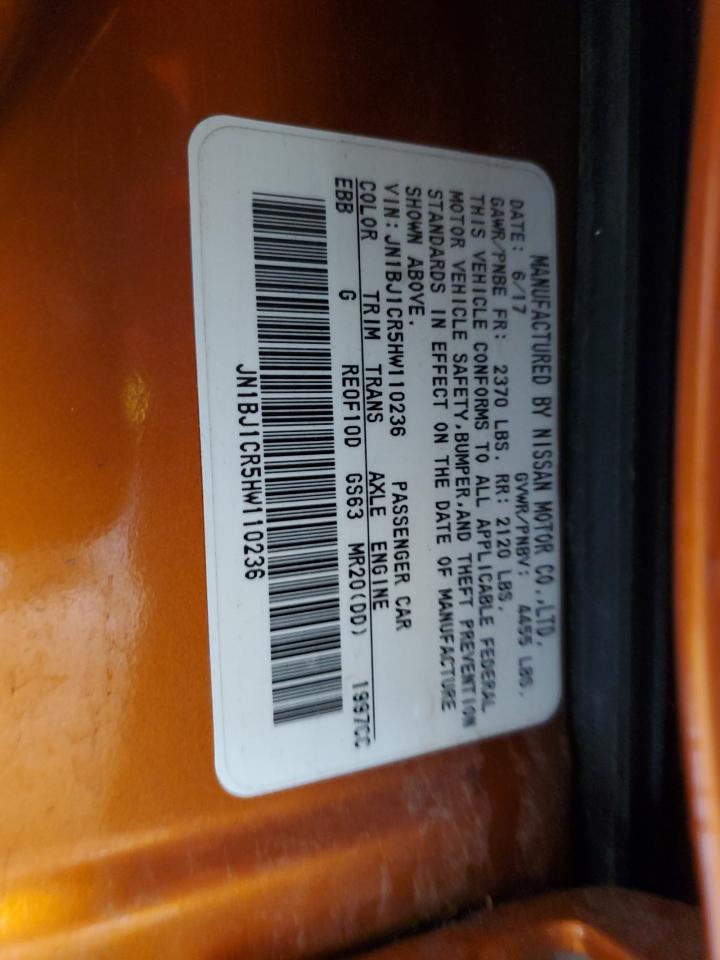 MANUFACTURED BY NISSAN MOTOR CO.,LTD.
DATE: 6/17 GVWR/PNBV: 4455 LBS.
GAWR/PNBE FR: 2370 LBS. RR: 2120 LBS.
THIS VEHICLE CONFORMS TO ALL APPLICABLE FEDERAL
MOTOR VEHICLE SAFETY,BUMPER,AND THEFT PREVENTION
STANDARDS IN EFFECT ON THE DATE OF MANUFACTURE
SHOWN ABOVE.
VIN:JN1BJ1CR5HW110236 PASSENGER CAR
COLOR TRIM TRANS AXLE ENGINE
EBB G RE0F10D GS63 MR20(DD) 1997CC
JN1BJ1CR5HW110236